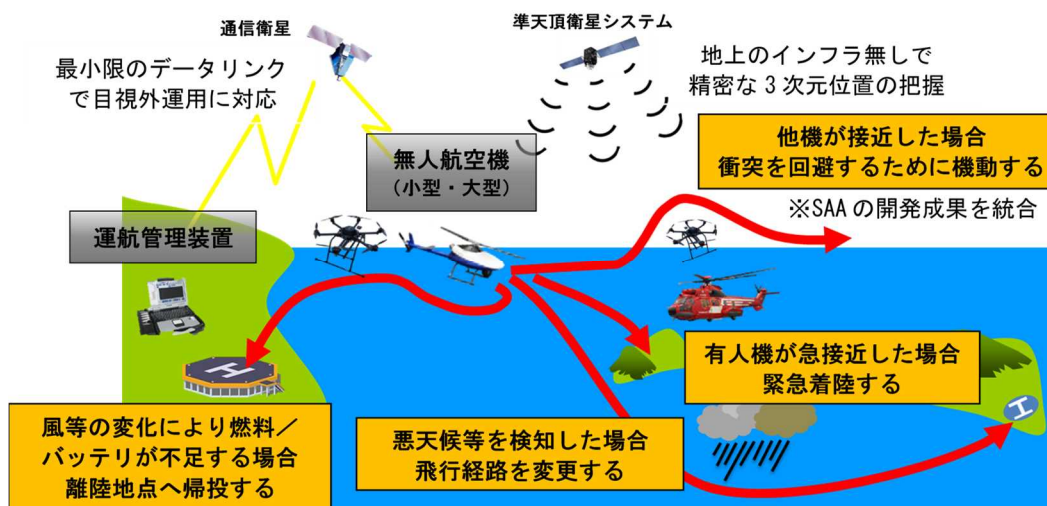 通信衛星
準天頂衛星システム
最小限のデータリンク
で目視外運用に対応
地上のインフラ無しで
精密な3次元位置の把握
無人航空機
（小型・大型）
他機が接近した場合
衝突を回避するために機動する
※SAAの開発成果を統合
運航管理装置
有人機が急接近した場合
緊急着陸する
H
H
風等の変化により燃料／
バッテリが不足する場合
離陸地点へ帰投する
悪天候等を検知した場合
飛行経路を変更する